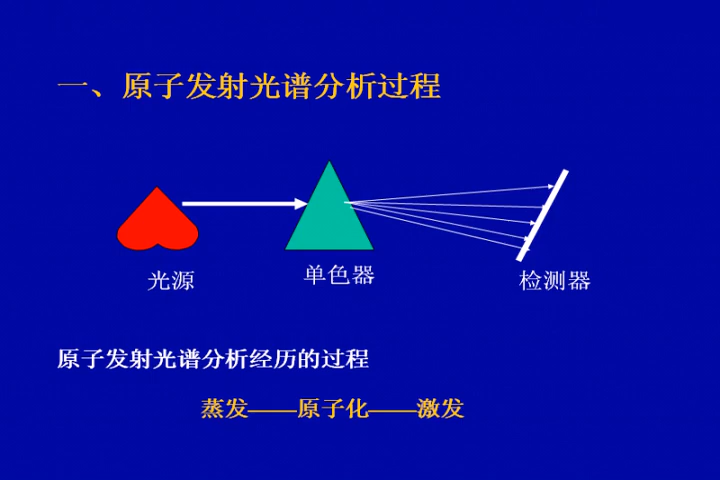 一、原子发射光谱分析过程
光源
单色器
检测器
原子发射光谱分析经历的过程
蒸发——原子化——激发